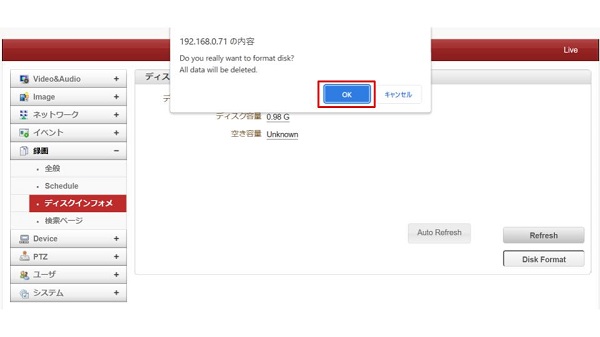 192.168.0.71 の内容
Do you really want to format disk?
All data will be deleted.
OK
キャンセル
Live
Video&Audio +
Image +
ネットワーク +
イベント +
録画 −
全般
Schedule
ディスクインフォメ
検索ページ
Device +
PTZ +
ユーザ +
システム +
ディス
デ
ディスク容量 0.98 G
空き容量 Unknown
Auto Refresh
Refresh
Disk Format